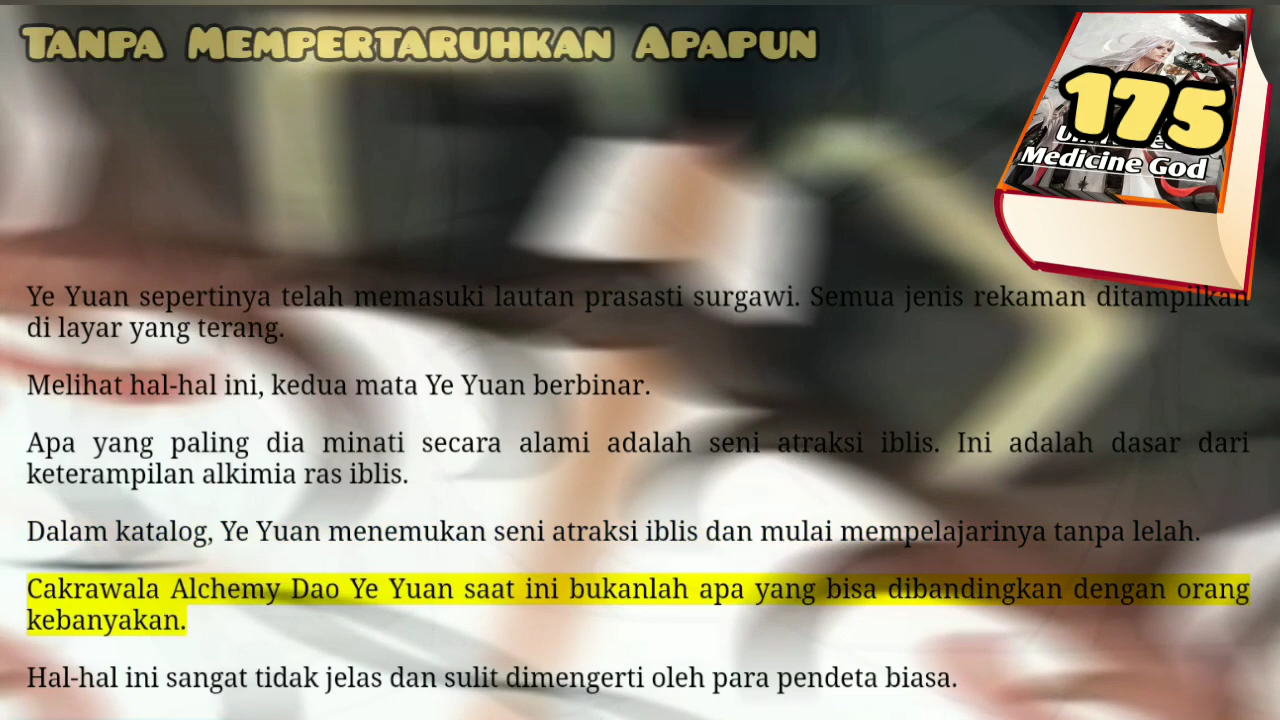 Tanpa Mempertaruhkan Apapun
175
Medicine God
Ye Yuan sepertinya telah memasuki lautan prasasti surgawi. Semua jenis rekaman ditampilkan
di layar yang terang.
Melihat hal-hal ini, kedua mata Ye Yuan berbinar.
Apa yang paling dia minati secara alami adalah seni atraksi iblis. Ini adalah dasar dari
keterampilan alkimia ras iblis.
Dalam katalog, Ye Yuan menemukan seni atraksi iblis dan mulai mempelajarinya tanpa lelah.
Cakrawala Alchemy Dao Ye Yuan saat ini bukanlah apa yang bisa dibandingkan dengan orang
kebanyakan.
Hal-hal ini sangat tidak jelas dan sulit dimengerti oleh para pendeta biasa.